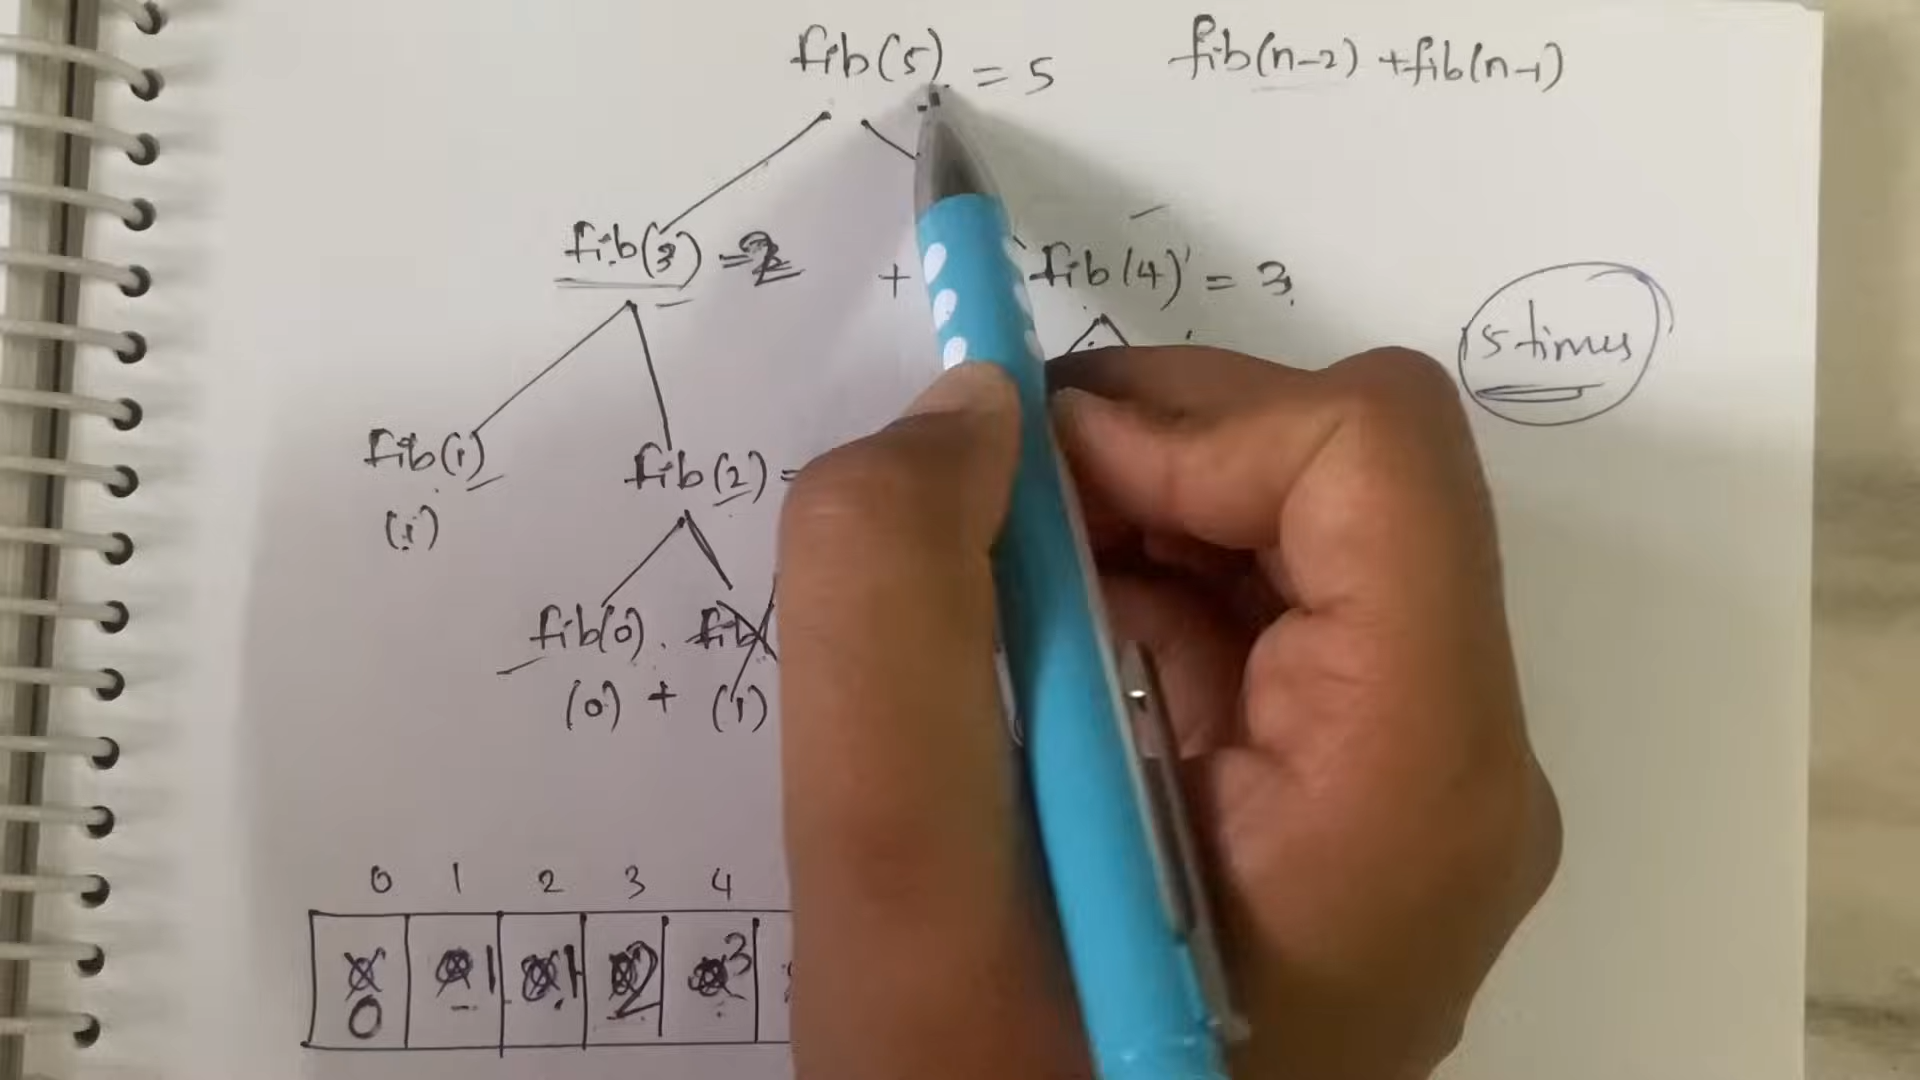 fib(5) = 5 fib(n-2) + fib(n-1)
fib(3) = 2 + fib(4) = 3
5 times
fib(1) fib(2) =
(1)
fib(0) . fib
(0) + (1)
0 1 2 3 4
1 1 2 3
0